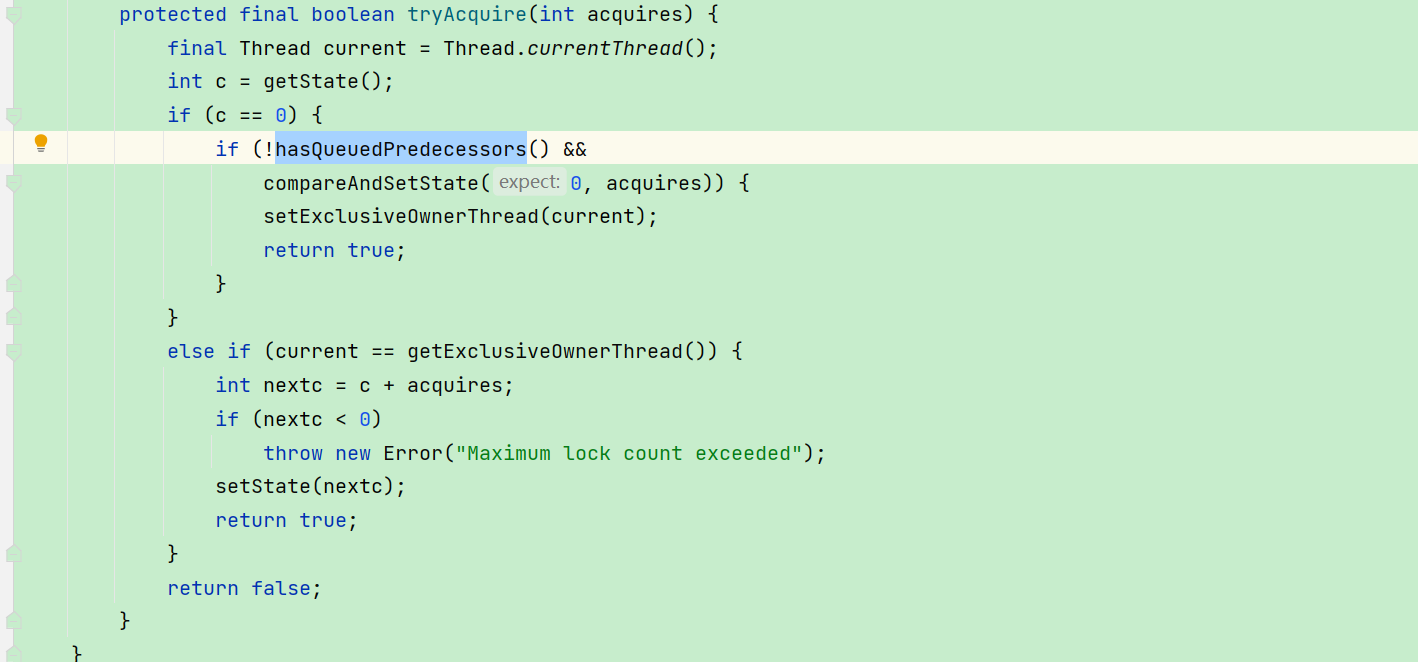 protected final boolean tryAcquire(int acquires) {
final Thread current = Thread.currentThread();
int c = getState();
if (c == 0) {
if (!hasQueuedPredecessors() &&
compareAndSetState( expect: 0, acquires)) {
setExclusiveOwnerThread(current);
return true;
}
}
else if (current == getExclusiveOwnerThread()) {
int nextc = c + acquires;
if (nextc < 0)
throw new Error("Maximum lock count exceeded");
setState(nextc);
return true;
}
return false;
}
}